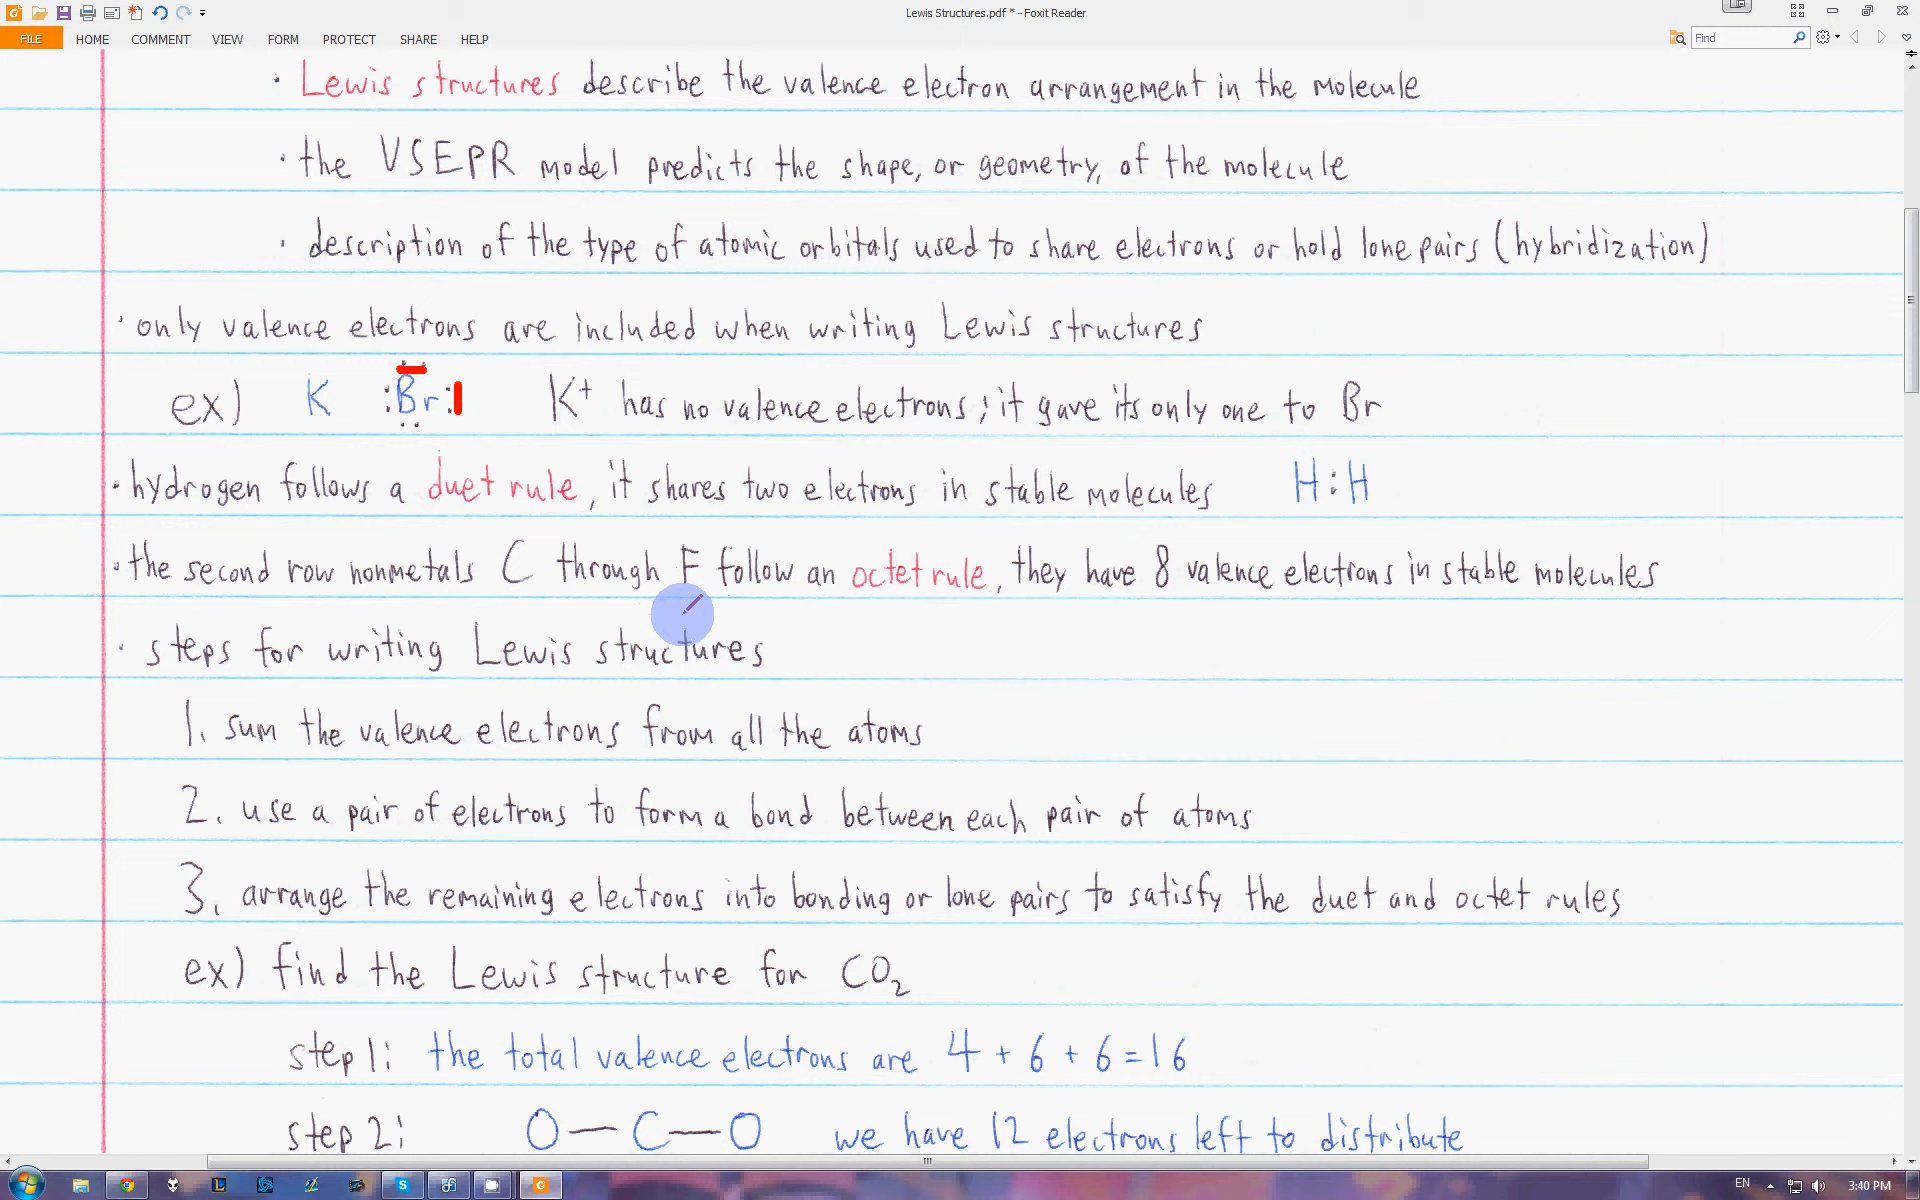 Lewis Structures.pdf * - Foxit Reader
FILE HOME COMMENT VIEW FORM PROTECT SHARE HELP
Find
· Lewis structures describe the valence electron arrangement in the molecule
· the VSEPR model predicts the shape, or geometry, of the molecule
· description of the type of atomic orbitals used to share electrons or hold lone pairs (hybridization)
· only valence electrons are included when writing Lewis structures
ex) K :Br: K⁺ has no valence electrons; it gave its only one to Br
· hydrogen follows a duet rule, it shares two electrons in stable molecules H:H
· the second row nonmetals C through F follow an octet rule, they have 8 valence electrons in stable molecules
· steps for writing Lewis structures
1. sum the valence electrons from all the atoms
2. use a pair of electrons to form a bond between each pair of atoms
3. arrange the remaining electrons into bonding or lone pairs to satisfy the duet and octet rules
ex) find the Lewis structure for CO₂
step 1: the total valence electrons are 4 + 6 + 6 = 16
step 2: O — C — O we have 12 electrons left to distribute
EN 3:40 PM